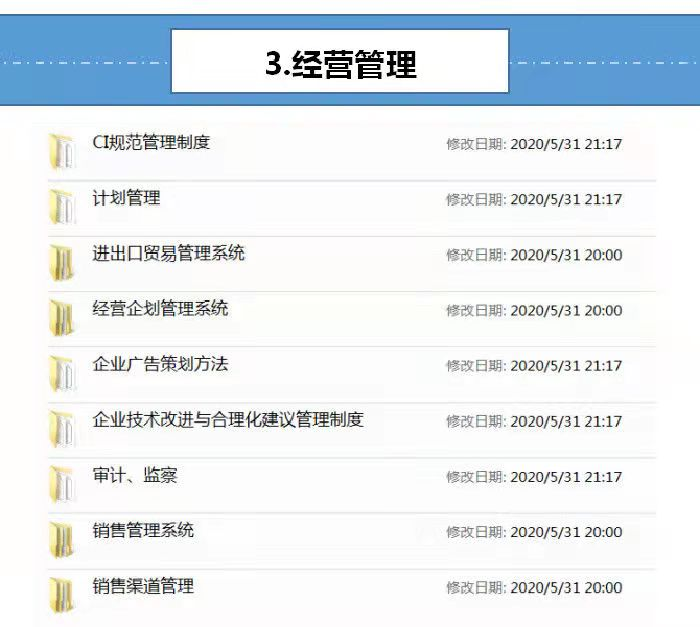 3.经营管理
CI规范管理制度 修改日期: 2020/5/31 21:17
计划管理 修改日期: 2020/5/31 21:17
进出口贸易管理系统 修改日期: 2020/5/31 20:00
经营企划管理系统 修改日期: 2020/5/31 20:00
企业广告策划方法 修改日期: 2020/5/31 21:17
企业技术改进与合理化建议管理制度 修改日期: 2020/5/31 21:17
审计、监察 修改日期: 2020/5/31 21:17
销售管理系统 修改日期: 2020/5/31 20:00
销售渠道管理 修改日期: 2020/5/31 20:00